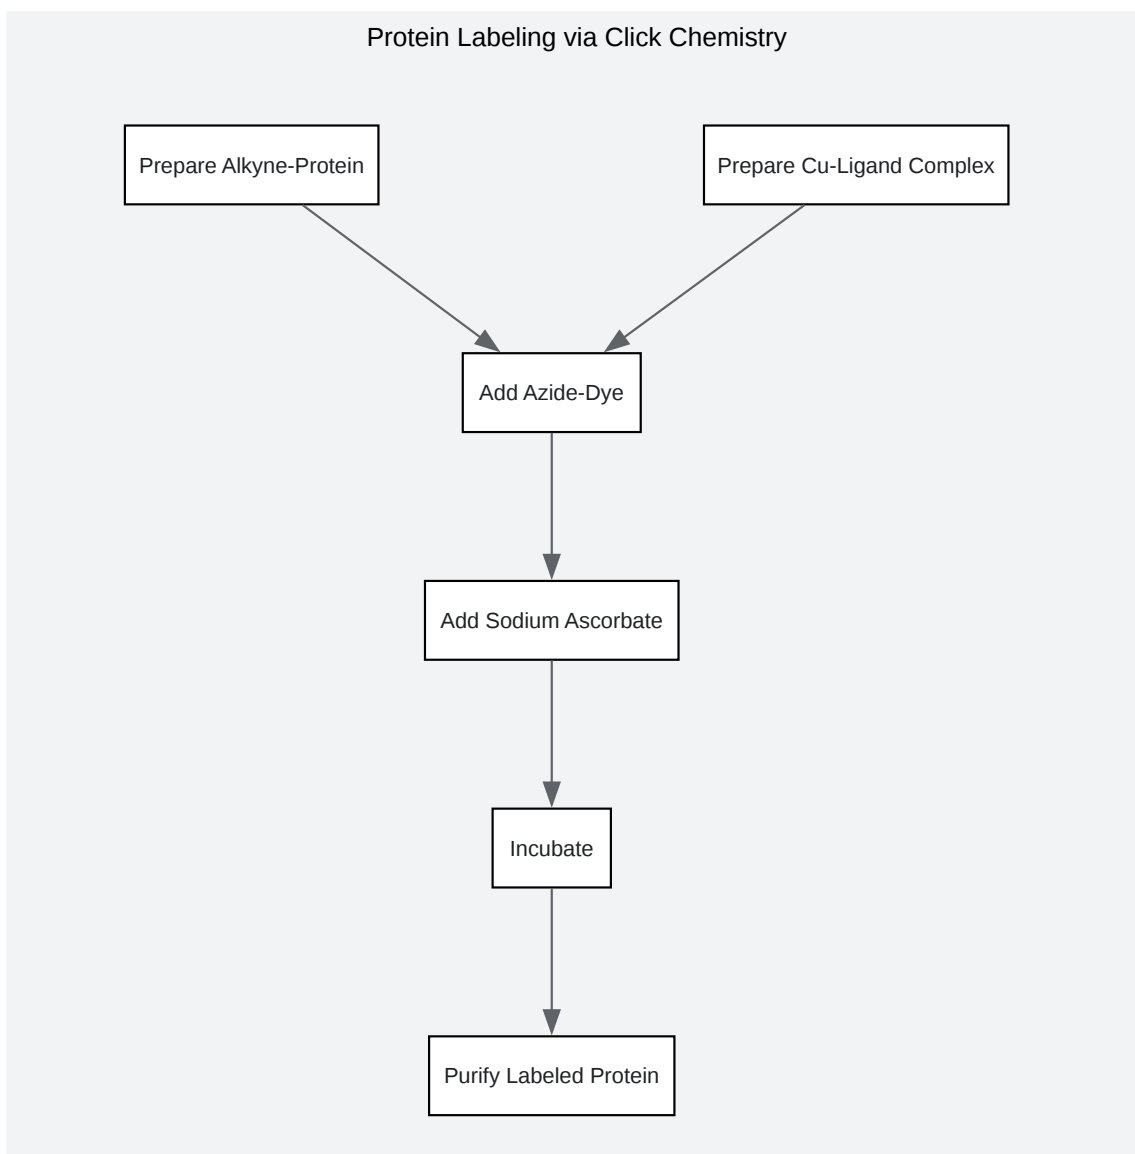 Protein Labeling via Click Chemistry
Prepare Alkyne-Protein
Prepare Cu-Ligand Complex
Add Azide-Dye
Add Sodium Ascorbate
Incubate
Purify Labeled Protein